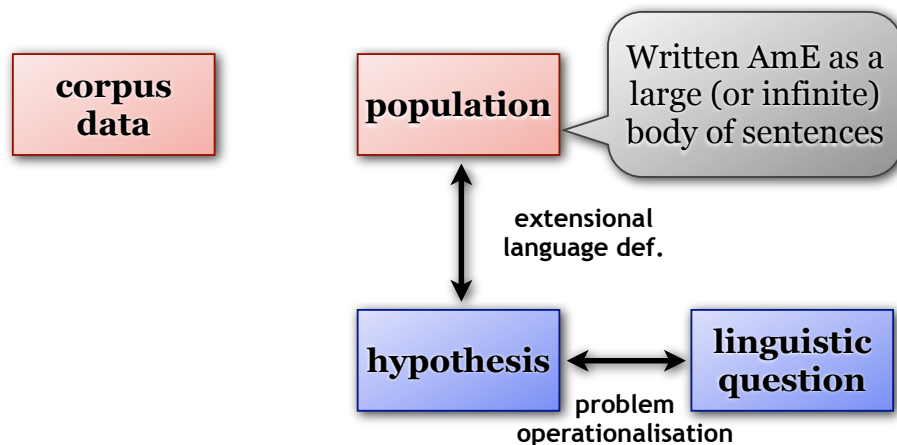 corpus
data
population
Written AmE as a
large (or infinite)
body of sentences
extensional
language def.
hypothesis
linguistic
question
problem
operationalisation